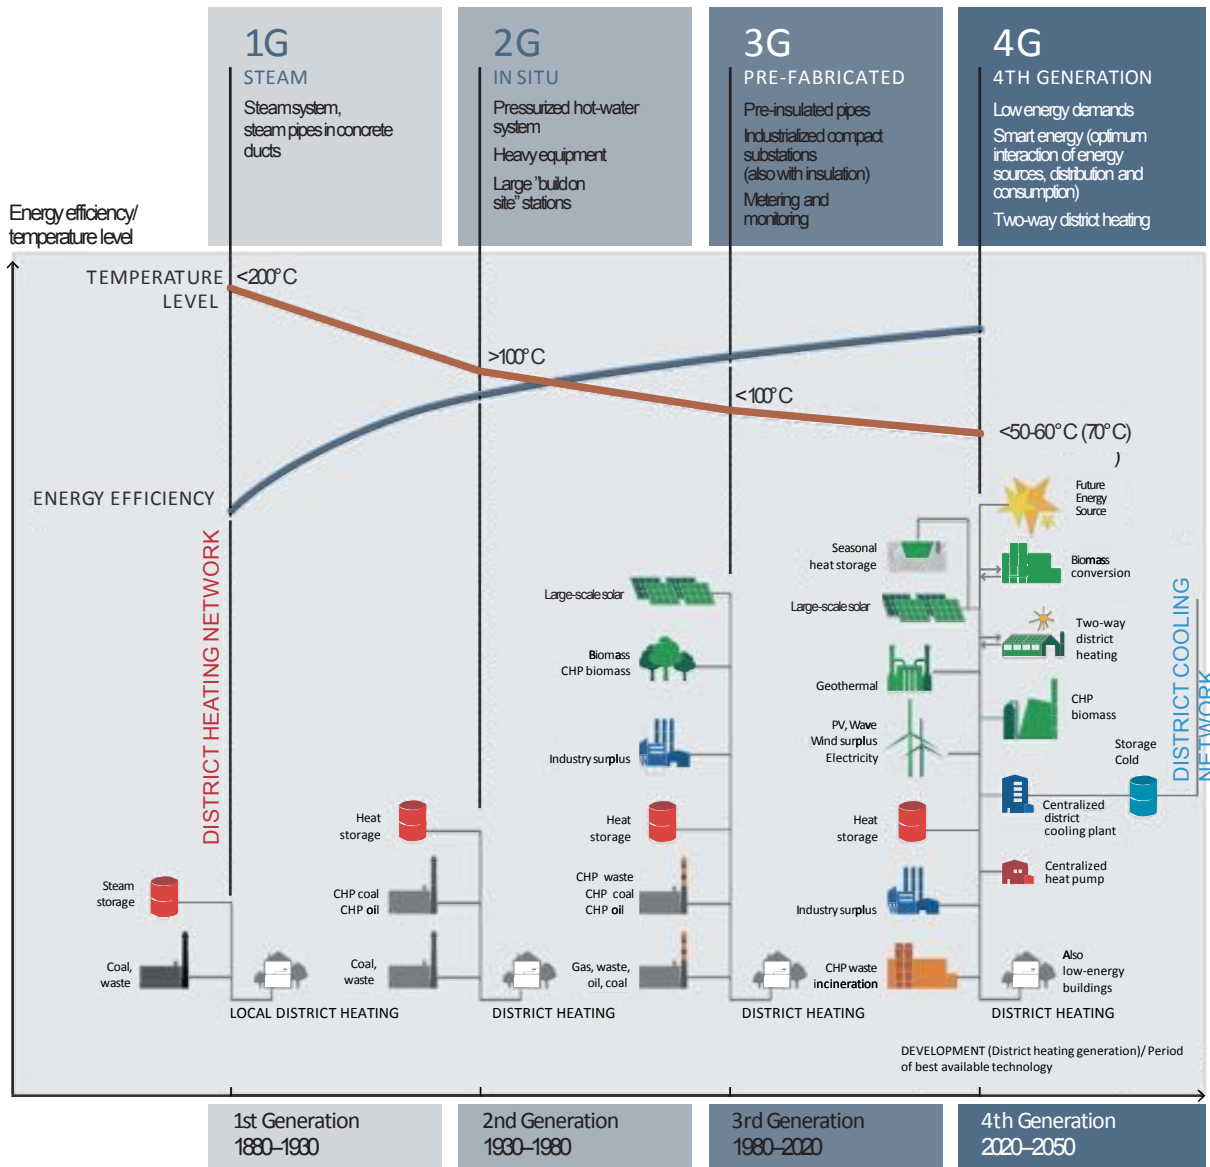 1G
STEAM
Steam system,
steam pipes in concrete
ducts
2G
IN SITU
Pressurized hot-water
system
Heavy equipment
Large "build on
site" stations
3G
PRE-FABRICATED
Pre-insulated pipes
Industrialized compact
substations
(also with insulation)
Metering and
monitoring
4G
4TH GENERATION
Low energy demands
Smart energy (optimum
interaction of energy
sources, distribution and
consumption)
Two-way district heating
Energy efficiency/
temperature level
TEMPERATURE
LEVEL
<200°C
>100°C
<100°C
<50-60°C (70°C)
)
ENERGY EFFICIENCY
DISTRICT HEATING NETWORK
Steam
storage
Coal,
waste
LOCAL DISTRICT HEATING
Heat
storage
CHP coal
CHP oil
Coal,
waste
DISTRICT HEATING
Large-scale solar
Biomass
CHP biomass
Industry surplus
Heat
storage
CHP waste
CHP coal
CHP oil
Gas, waste,
oil, coal
DISTRICT HEATING
Seasonal
heat storage
Large-scale solar
Geothermal
PV, Wave
Wind surplus
Electricity
Heat
storage
Industry surplus
CHP waste
incineration
Future
Energy
Source
Biomass
conversion
Two-way
district
heating
CHP
biomass
Storage
Cold
Centralized
district
cooling plant
Centralized
heat pump
Also
low-energy
buildings
DISTRICT HEATING
DISTRICT COOLING
NETWORK
DEVELOPMENT (District heating generation)/ Period
of best available technology
1st Generation
1880–1930
2nd Generation
1930–1980
3rd Generation
1980–2020
4th Generation
2020–2050